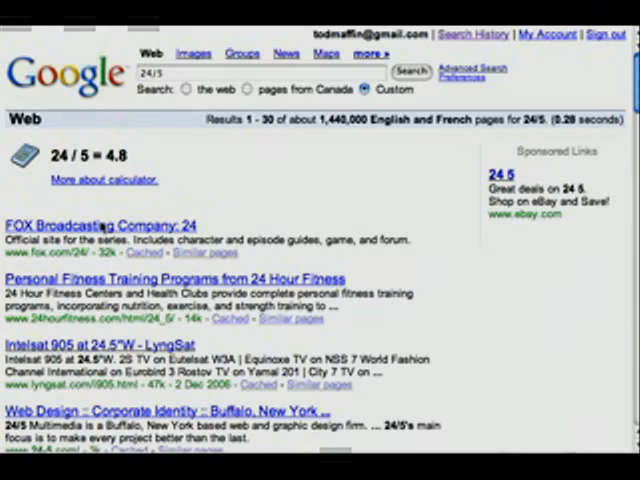 todmaffin@gmail.com | Search History | My Account | Sign out
Web Images Groups News Maps more »
Google
24/5
Search
Advanced Search
Preferences
Search: the web pages from Canada Custom
Web
Results 1 - 30 of about 1,440,000 English and French pages for 24/5. (0.28 seconds)
24 / 5 = 4.8
More about calculator.
Sponsored Links
24 5
Great deals on 24 5.
Shop on eBay and Save!
www.ebay.com
FOX Broadcasting Company: 24
Official site for the series. Includes character and episode guides, game, and forum.
www.fox.com/24/ - 32k - Cached - Similar pages
Personal Fitness Training Programs from 24 Hour Fitness
24 Hour Fitness Centers and Health Clubs provide complete personal fitness training
programs, incorporating nutrition, exercise, and strength training to ...
www.24hourfitness.com/html/24_5/ - 14k - Cached - Similar pages
Intelsat 905 at 24.5°W - LyngSat
Intelsat 905 at 24.5°W. 2S TV on Eutelsat W3A | Equinoxe TV on NSS 7 World Fashion
Channel International on Eurobird 3 Rostov TV on Yamal 201 | City 7 TV on ...
www.lyngsat.com/i905.html - 47k - 2 Dec 2006 - Cached - Similar pages
Web Design :: Corporate Identity :: Buffalo, New York ...
24/5 Multimedia is a Buffalo, New York based web and graphic design firm. ... 24/5's main
focus is to make every project better than the last.
www.24-5.com/ - 3k - Cached - Similar pages